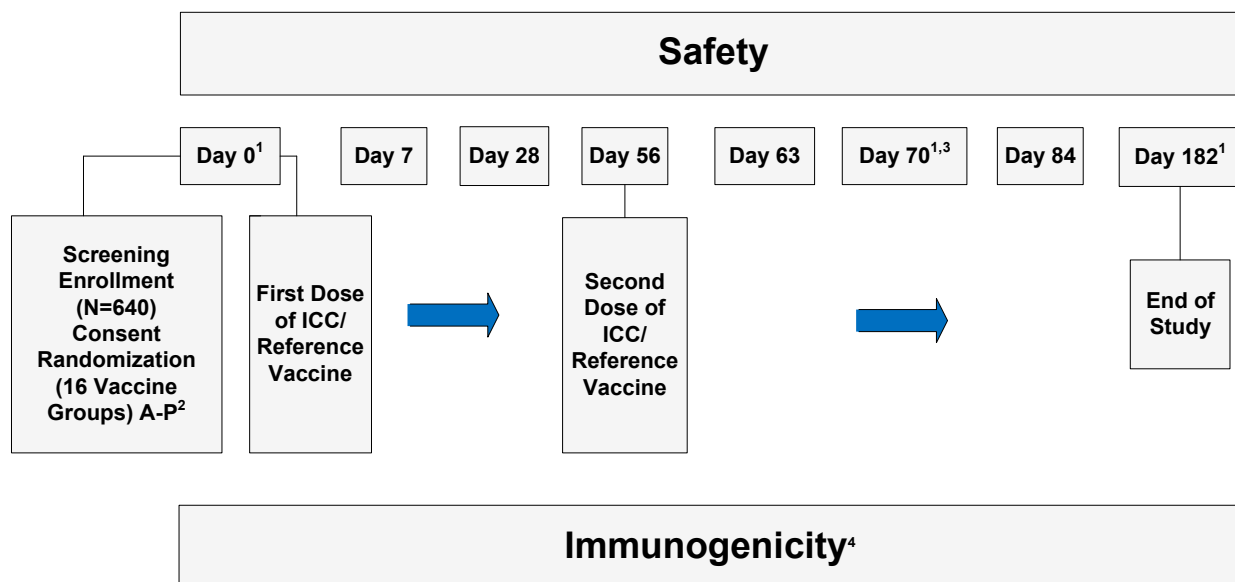 Safety
Day 0¹
Day 7
Day 28
Day 56
Day 63
Day 70¹,³
Day 84
Day 182¹
Screening
Enrollment
(N=640)
Consent
Randomization
(16 Vaccine
Groups) A-P²
First Dose
of ICC/
Reference
Vaccine
Second
Dose of
ICC/
Reference
Vaccine
End of
Study
Immunogenicity⁴